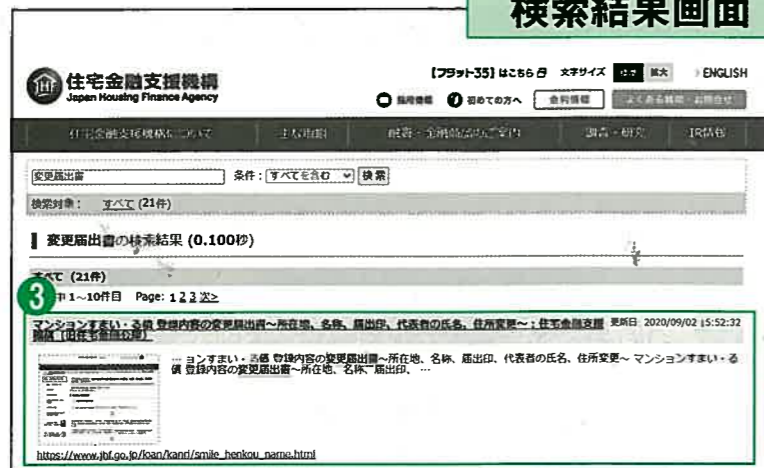 検索結果画面
住宅金融支援機構
Japan Housing Finance Agency
【フラット35】はこちら 文字サイズ 標準 拡大 ENGLISH
採用情報 初めての方へ 金利情報 よくある質問・お問合せ
住宅金融支援機構について 主な項目 融資・金融商品のご案内 調査・研究 IR情報
変更届出書 条件: すべてを含む 検索
検索対象: すべて (21件)
変更届出書の検索結果 (0.100秒)
すべて (21件)
3
1~10件目 Page: 1 2 3 次>
マンションすまい・る債 登録内容の変更届出書~所在地、名称、届出印、代表者の氏名、住所変更~:住宅金融支援 更新日 2020/09/02 15:52:32
機構(旧住宅金融公庫)
… ョンすまい・る債 登録内容の変更届出書~所在地、名称、届出印、代表者の氏名、住所変更~ マンションすまい・る
債 登録内容の変更届出書~所在地、名称、届出印、 …
https://www.jhf.go.jp/loan/kanri/smile_henkou_name.html